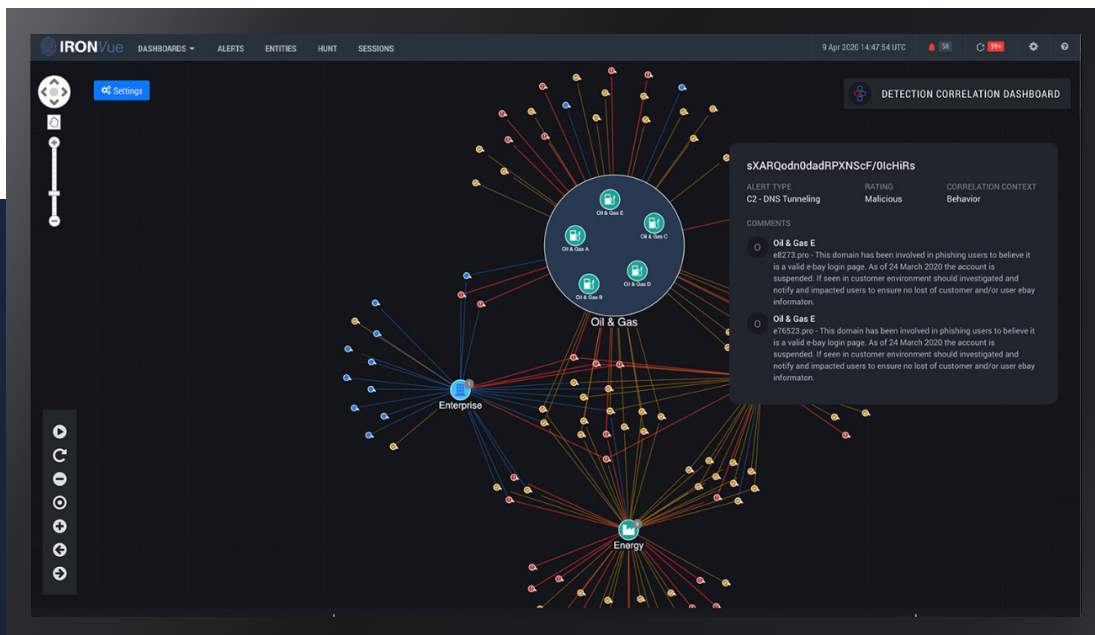 IRONVue DASHBOARDS ALERTS ENTITIES HUNT SESSIONS 9 Apr 2020 14:47:54 UTC 50 99+
Settings
DETECTION CORRELATION DASHBOARD
sXARQodn0dadRPXNScF/0IcHiRs
ALERT TYPE RATING CORRELATION CONTEXT
C2 - DNS Tunneling Malicious Behavior
COMMENTS
O Oil & Gas E
e8273.pro - This domain has been involved in phishing users to believe it
is a valid e-bay login page. As of 24 March 2020 the account is
suspended. If seen in customer environment should investigated and
notify and impacted users to ensure no lost of customer and/or user ebay
informaton.
O Oil & Gas E
e76523.pro - This domain has been involved in phishing users to believe it
is a valid e-bay login page. As of 24 March 2020 the account is
suspended. If seen in customer environment should investigated and
notify and impacted users to ensure no lost of customer and/or user ebay
informaton.
Oil & Gas E
Oil & Gas C
Oil & Gas A
Oil & Gas D
Oil & Gas B
Oil & Gas
Enterprise
Energy